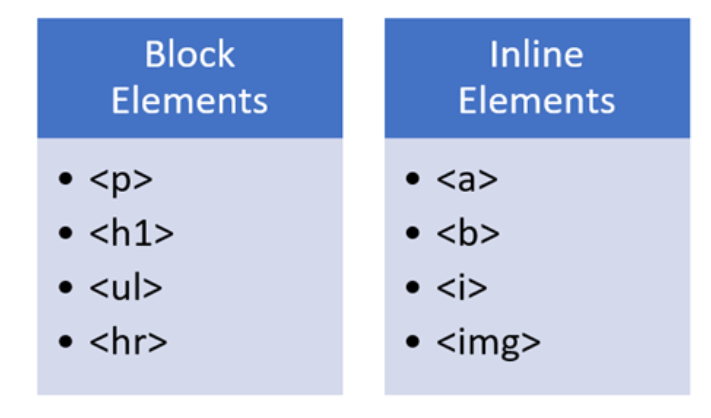 Block
Elements
• <p>
• <h1>
• <ul>
• <hr>
Inline
Elements
• <a>
• <b>
• <i>
• <img>